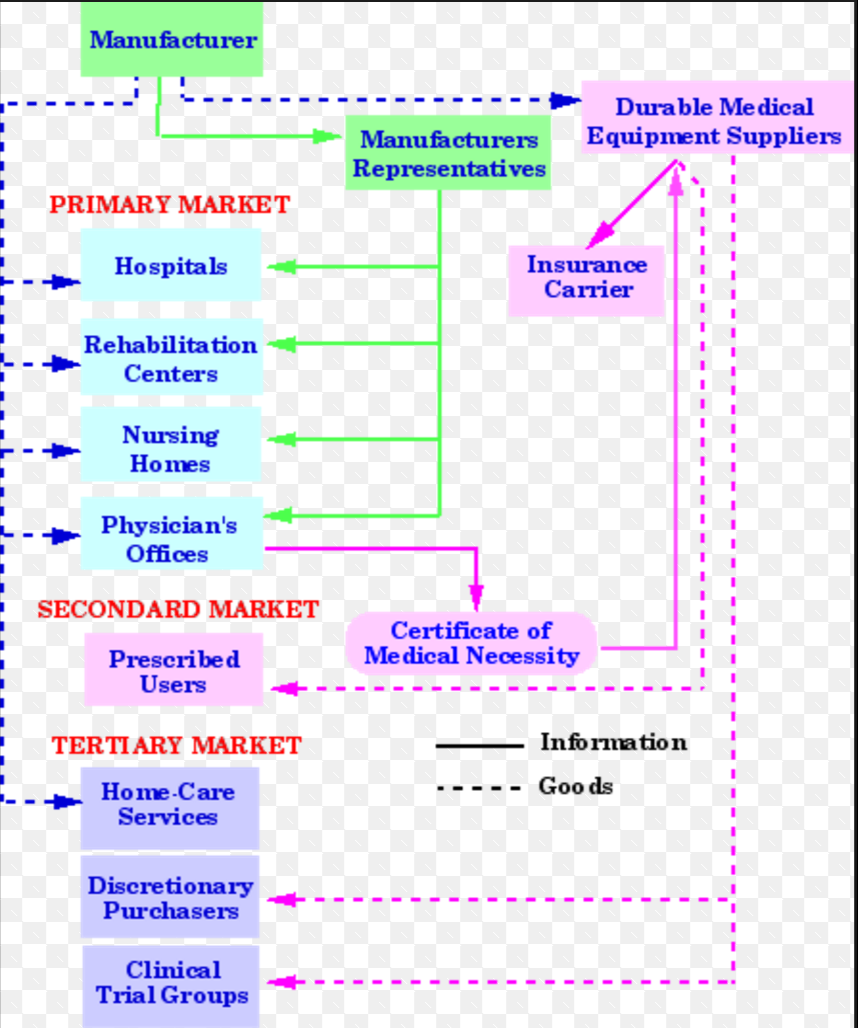 Manufacturer
Durable Medical
Equipment Suppliers
Manufacturers
Representatives
PRIMARY MARKET
Hospitals
Insurance
Carrier
Rehabilitation
Centers
Nursing
Homes
Physician's
Offices
SECONDARD MARKET
Certificate of
Medical Necessity
Prescribed
Users
TERTIARY MARKET
Information
Goods
Home-Care
Services
Discretionary
Purchasers
Clinical
Trial Groups